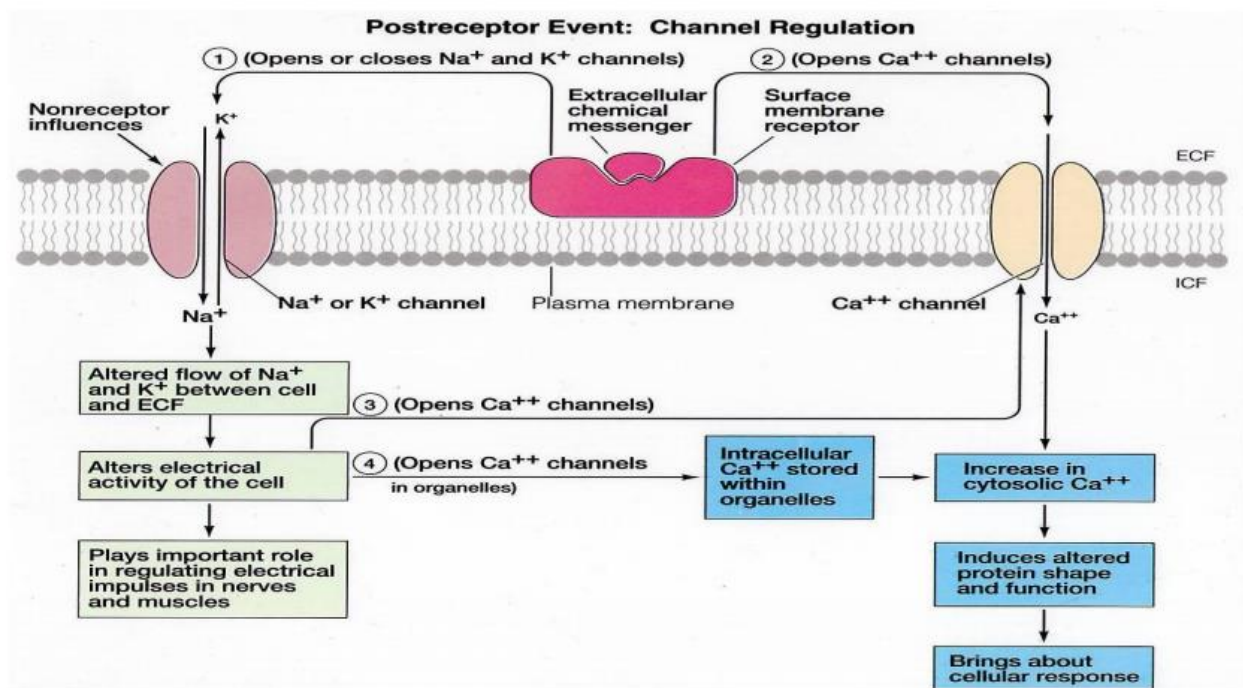 Postreceptor Event: Channel Regulation
1 (Opens or closes Na+ and K+ channels)
2 (Opens Ca++ channels)
Nonreceptor
influences
K+
Extracellular
chemical
messenger
Surface
membrane
receptor
ECF
Na+ or K+ channel
Plasma membrane
Ca++ channel
ICF
Na+
Ca++
Altered flow of Na+
and K+ between cell
and ECF
3 (Opens Ca++ channels)
Alters electrical
activity of the cell
4 (Opens Ca++ channels
in organelles)
Intracellular
Ca++ stored
within
organelles
Increase in
cytosolic Ca++
Plays important role
in regulating electrical
impulses in nerves
and muscles
Induces altered
protein shape
and function
Brings about
cellular response